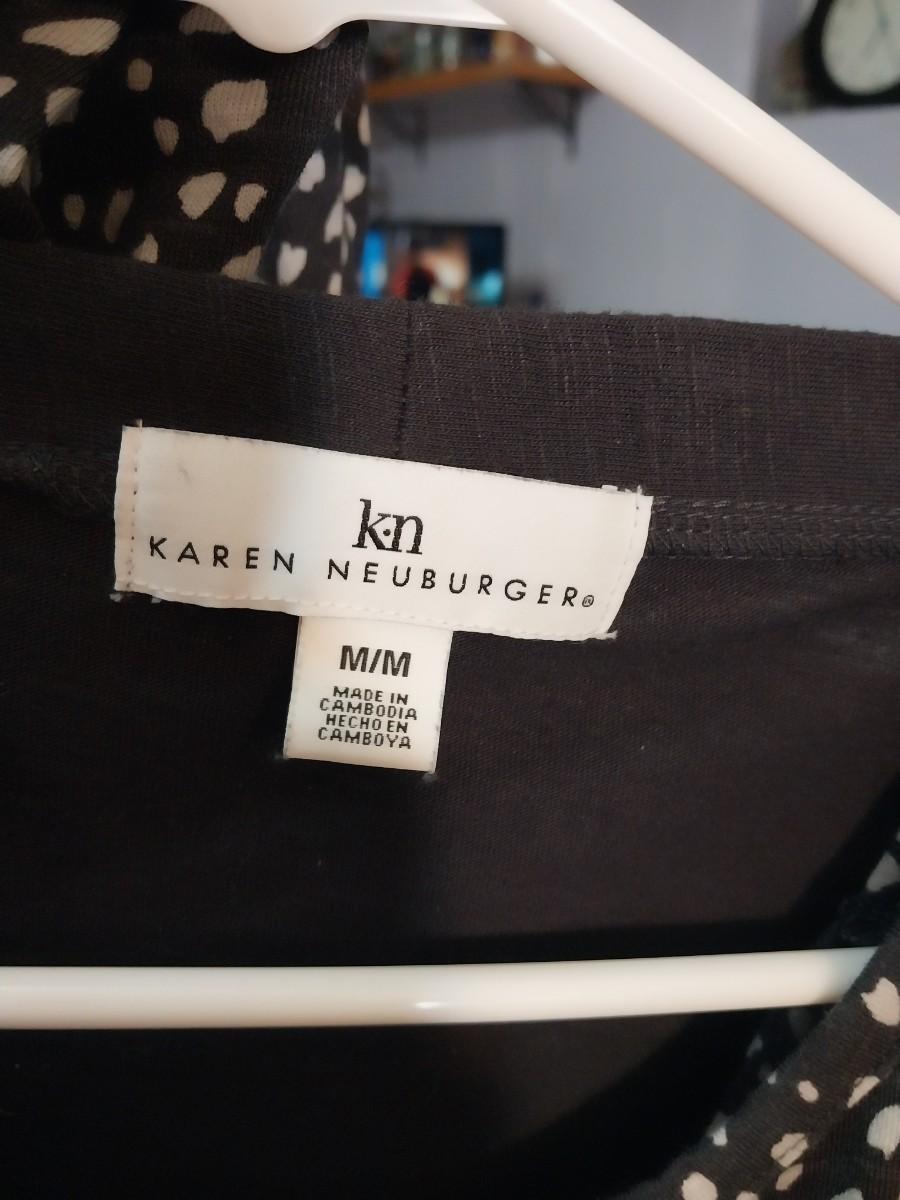 k·n
KAREN NEUBURGER®
M/M
MADE IN
CAMBODIA
HECHO EN
CAMBOYA